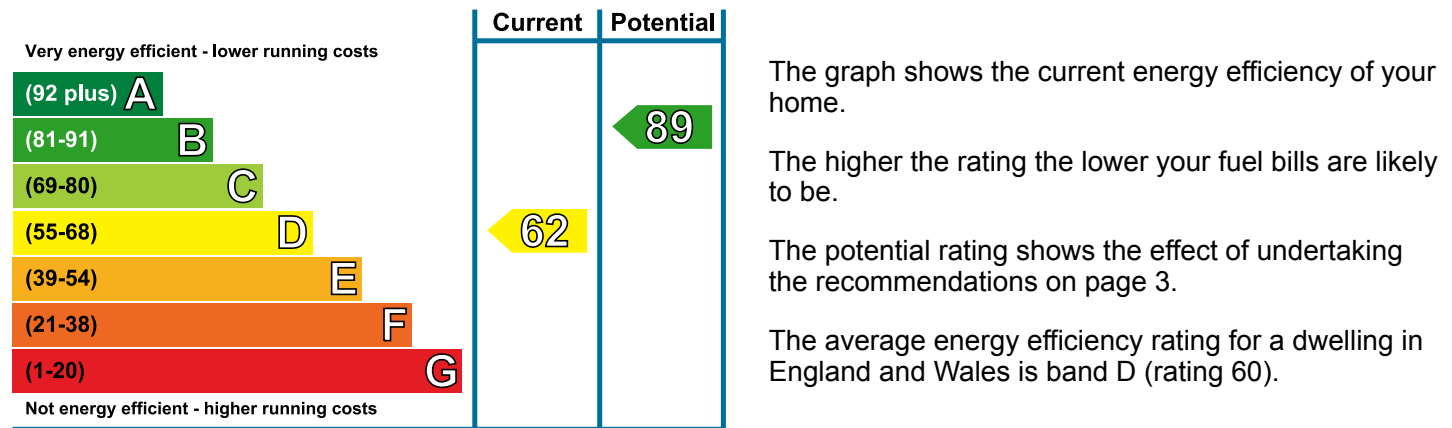 Current Potential
Very energy efficient - lower running costs
(92 plus) A
(81-91) B
(69-80) C
(55-68) D
(39-54) E
(21-38) F
(1-20) G
Not energy efficient - higher running costs
89
62
The graph shows the current energy efficiency of your
home.
The higher the rating the lower your fuel bills are likely
to be.
The potential rating shows the effect of undertaking
the recommendations on page 3.
The average energy efficiency rating for a dwelling in
England and Wales is band D (rating 60).